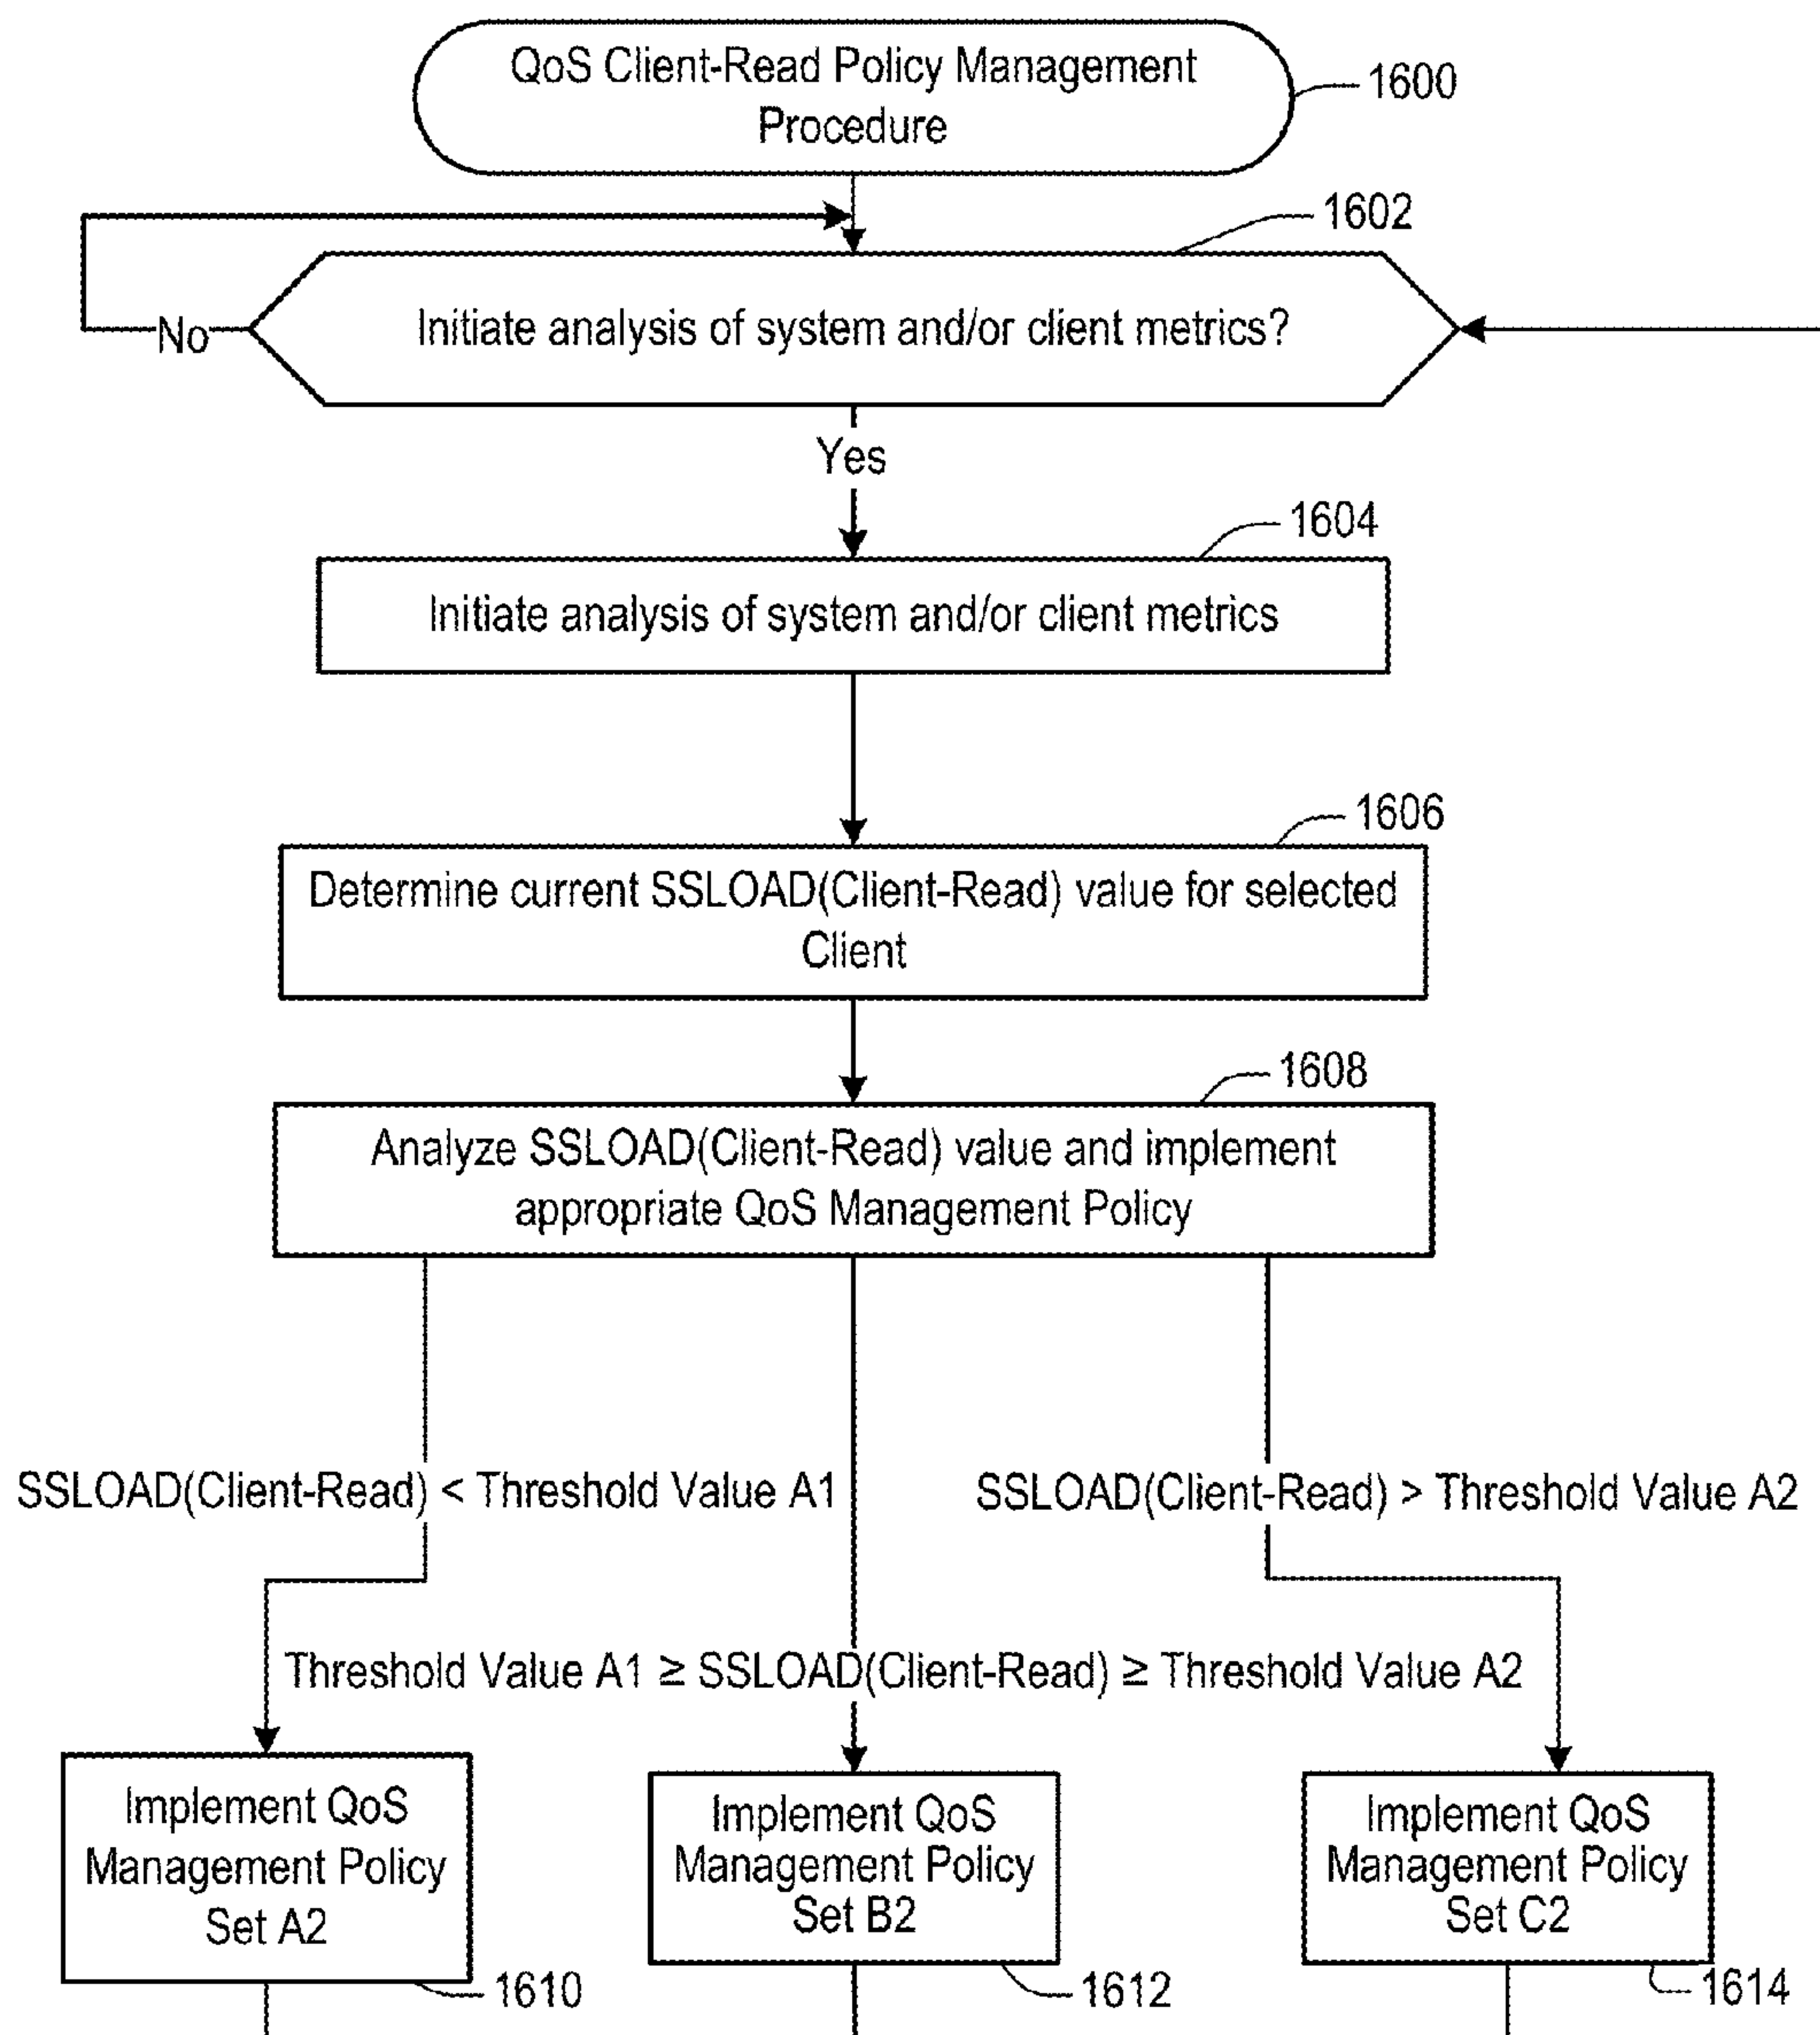 QoS Client-Read Policy Management
Procedure
1600
1602
Initiate analysis of system and/or client metrics?
No
Yes
1604
Initiate analysis of system and/or client metrics
1606
Determine current SSLOAD(Client-Read) value for selected
Client
1608
Analyze SSLOAD(Client-Read) value and implement
appropriate QoS Management Policy
SSLOAD(Client-Read) < Threshold Value A1
SSLOAD(Client-Read) > Threshold Value A2
Threshold Value A1 ≥ SSLOAD(Client-Read) ≥ Threshold Value A2
Implement QoS
Management Policy
Set A2
1610
Implement QoS
Management Policy
Set B2
1612
Implement QoS
Management Policy
Set C2
1614